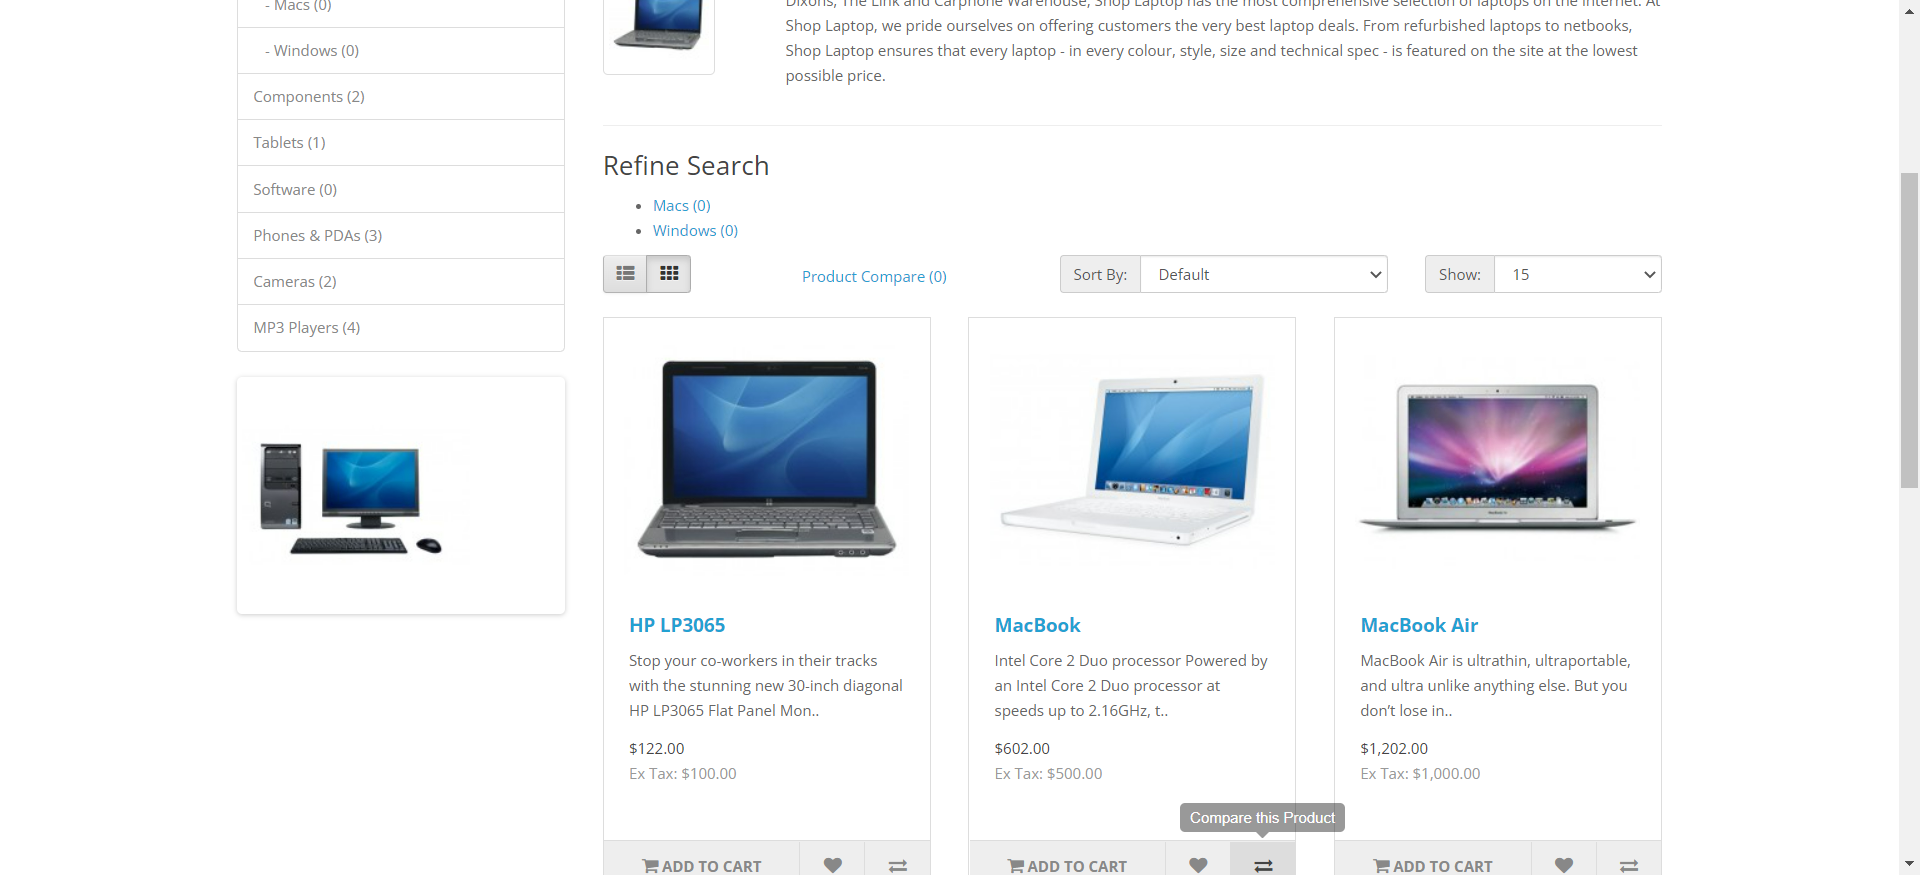 - Macs (0)
- Windows (0)
Components (2)
Tablets (1)
Software (0)
Phones & PDAs (3)
Cameras (2)
MP3 Players (4)
Dixons, The Link and Carphone Warehouse, Shop Laptop has the most comprehensive selection of laptops on the internet. At
Shop Laptop, we pride ourselves on offering customers the very best laptop deals. From refurbished laptops to netbooks,
Shop Laptop ensures that every laptop - in every colour, style, size and technical spec - is featured on the site at the lowest
possible price.
Refine Search
Macs (0)
Windows (0)
Product Compare (0)
Sort By:
Default
Show:
15
HP LP3065
Stop your co-workers in their tracks
with the stunning new 30-inch diagonal
HP LP3065 Flat Panel Mon..
$122.00
Ex Tax: $100.00
ADD TO CART
MacBook
Intel Core 2 Duo processor Powered by
an Intel Core 2 Duo processor at
speeds up to 2.16GHz, t..
$602.00
Ex Tax: $500.00
Compare this Product
ADD TO CART
MacBook Air
MacBook Air is ultrathin, ultraportable,
and ultra unlike anything else. But you
don’t lose in..
$1,202.00
Ex Tax: $1,000.00
ADD TO CART